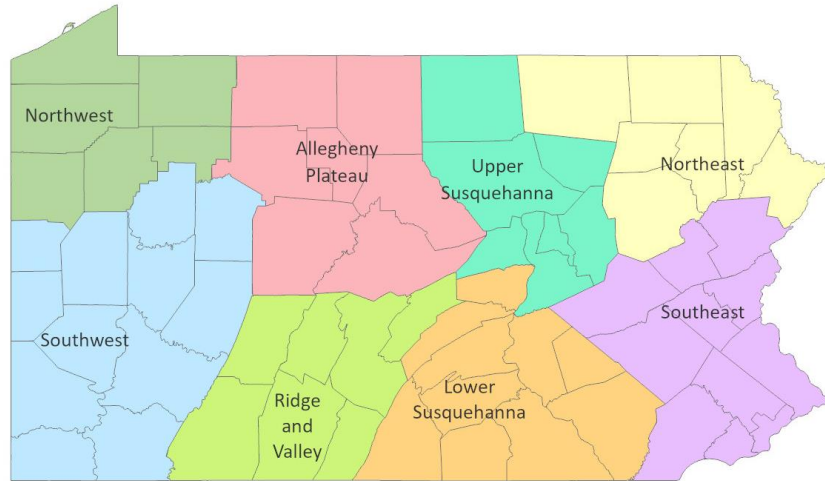 Northwest
Allegheny
Plateau
Upper
Susquehanna
Northeast
Southwest
Southeast
Ridge
and
Valley
Lower
Susquehanna